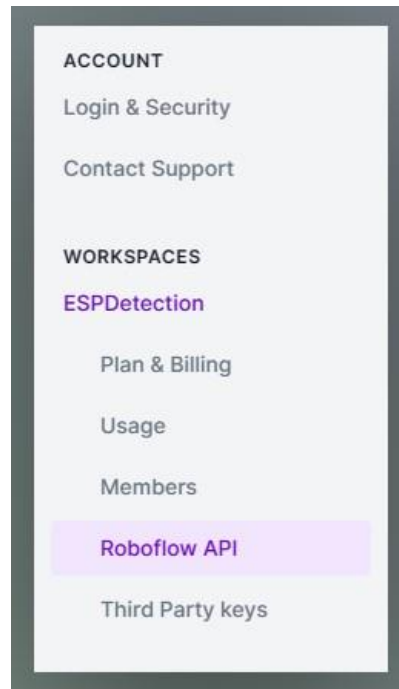 ACCOUNT
Login & Security
Contact Support
WORKSPACES
ESPDetection
Plan & Billing
Usage
Members
Roboflow API
Third Party keys